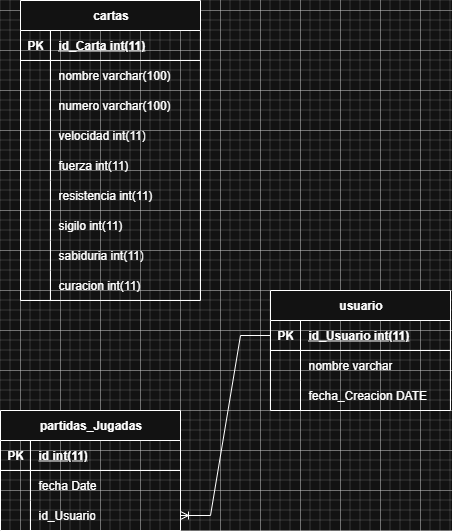 cartas
PK id_Carta int(11)
nombre varchar(100)
numero varchar(100)
velocidad int(11)
fuerza int(11)
resistencia int(11)
sigilo int(11)
sabiduria int(11)
curacion int(11)
usuario
PK id_Usuario int(11)
nombre varchar
fecha_Creacion DATE
partidas_Jugadas
PK id int(11)
fecha Date
id_Usuario